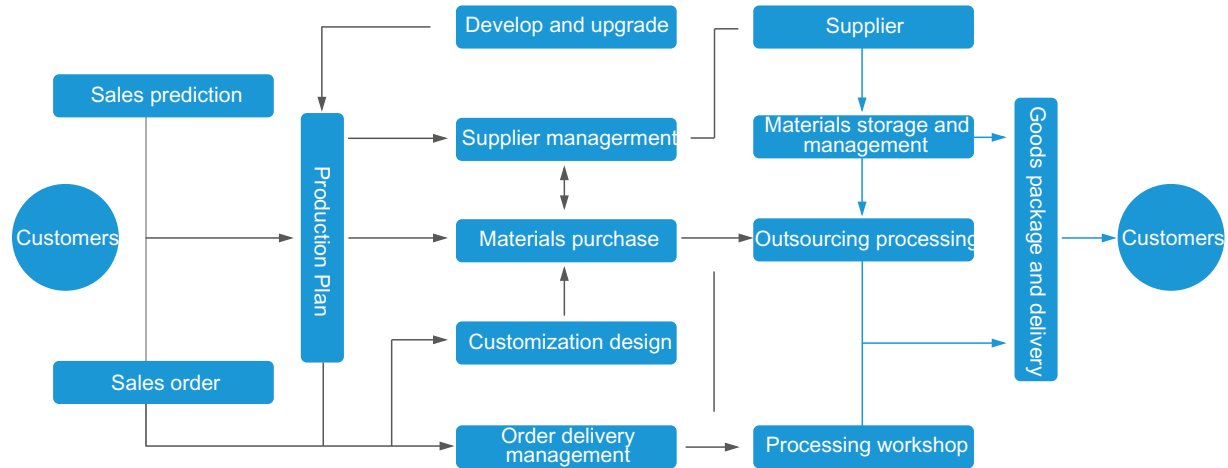 Develop and upgrade
Supplier
Sales prediction
Production Plan
Supplier managerment
Materials storage and
management
Goods package and delivery
Customers
Materials purchase
Outsourcing processing
Customers
Customization design
Sales order
Order delivery
management
Processing workshop